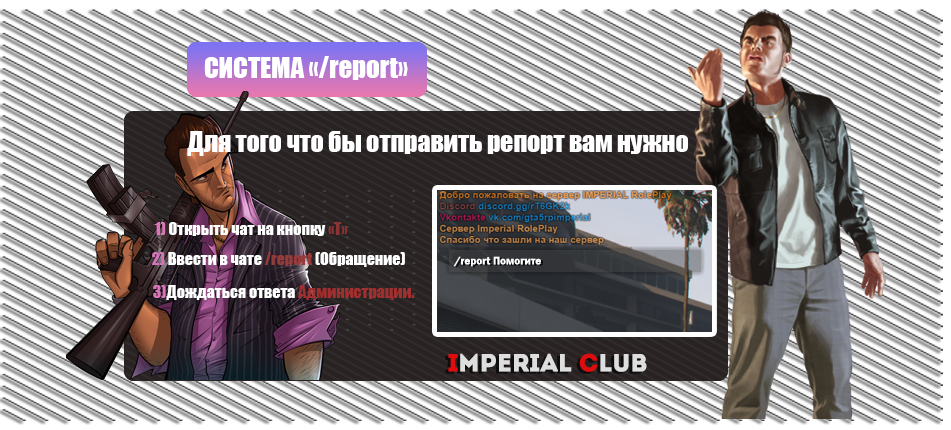 СИСТЕМА «/report»
Для того что бы отправить репорт вам нужно
1) Открыть чат на кнопку «T»
2) Ввести в чате /report (Обращение)
3)Дождаться ответа Администрации.
Добро пожаловать на сервер IMPERIAL RolePlay
Discord discord.gg/rT6GKZk
Vkontakte vk.com/gta5rpimperial
Сервер Imperial RolePlay
Спасибо что зашли на наш сервер
/report Помогите
IMPERIAL CLUB